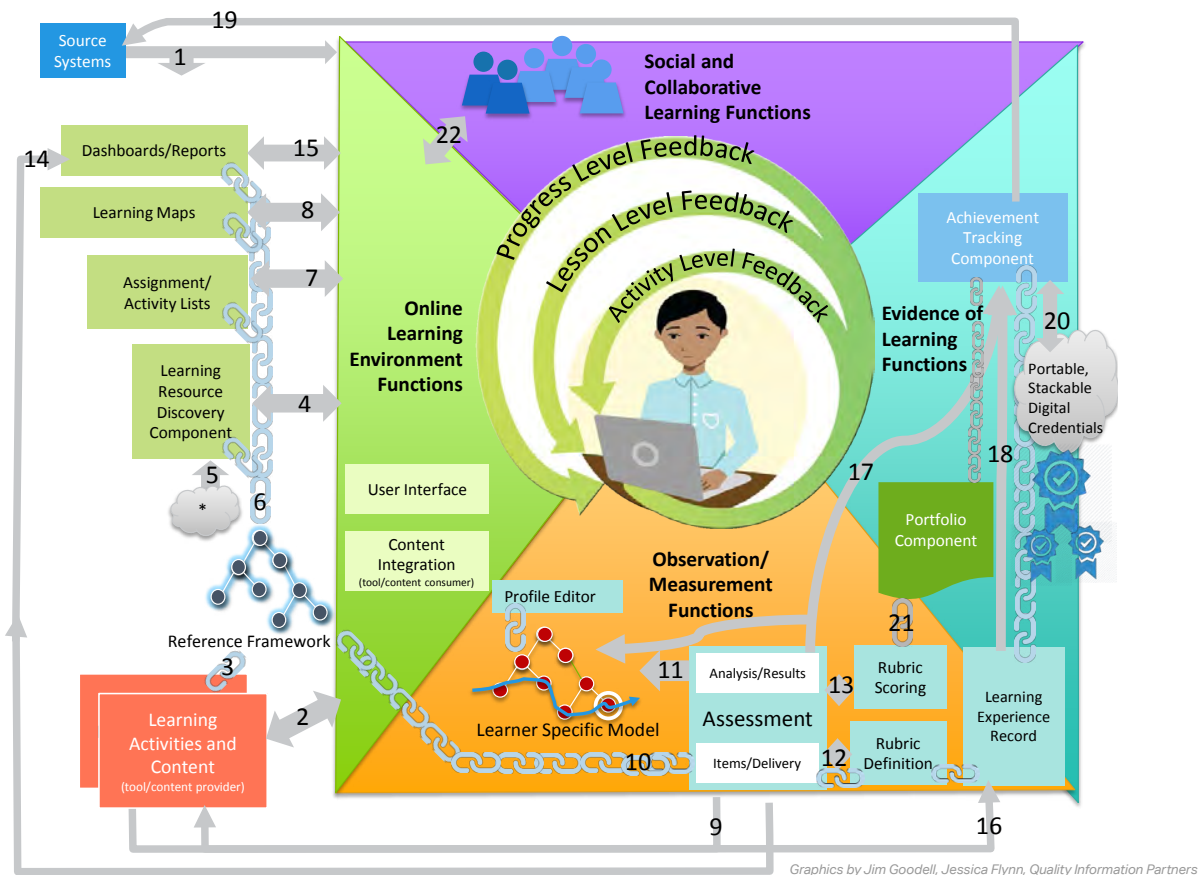 19
Source
Systems
1
Social and
Collaborative
Learning Functions
22
14
Dashboards/Reports
15
Learning Maps
8
Assignment/
Activity Lists
7
Learning
Resource
Discovery
Component
4
5
*
6
Reference Framework
3
Learning
Activities and
Content
(tool/content provider)
2
Progress Level Feedback
Lesson Level Feedback
Activity Level Feedback
Online
Learning
Environment
Functions
User Interface
Content
Integration
(tool/content consumer)
Achievement
Tracking
Component
Evidence of
Learning
Functions
20
Portable,
Stackable
Digital
Credentials
18
17
Portfolio
Component
Observation/
Measurement
Functions
Profile Editor
21
11
Learner Specific Model
Analysis/Results
Assessment
Items/Delivery
10
13
Rubric
Scoring
12
Rubric
Definition
Learning
Experience
Record
9
16
Graphics by Jim Goodell, Jessica Flynn, Quality Information Partners